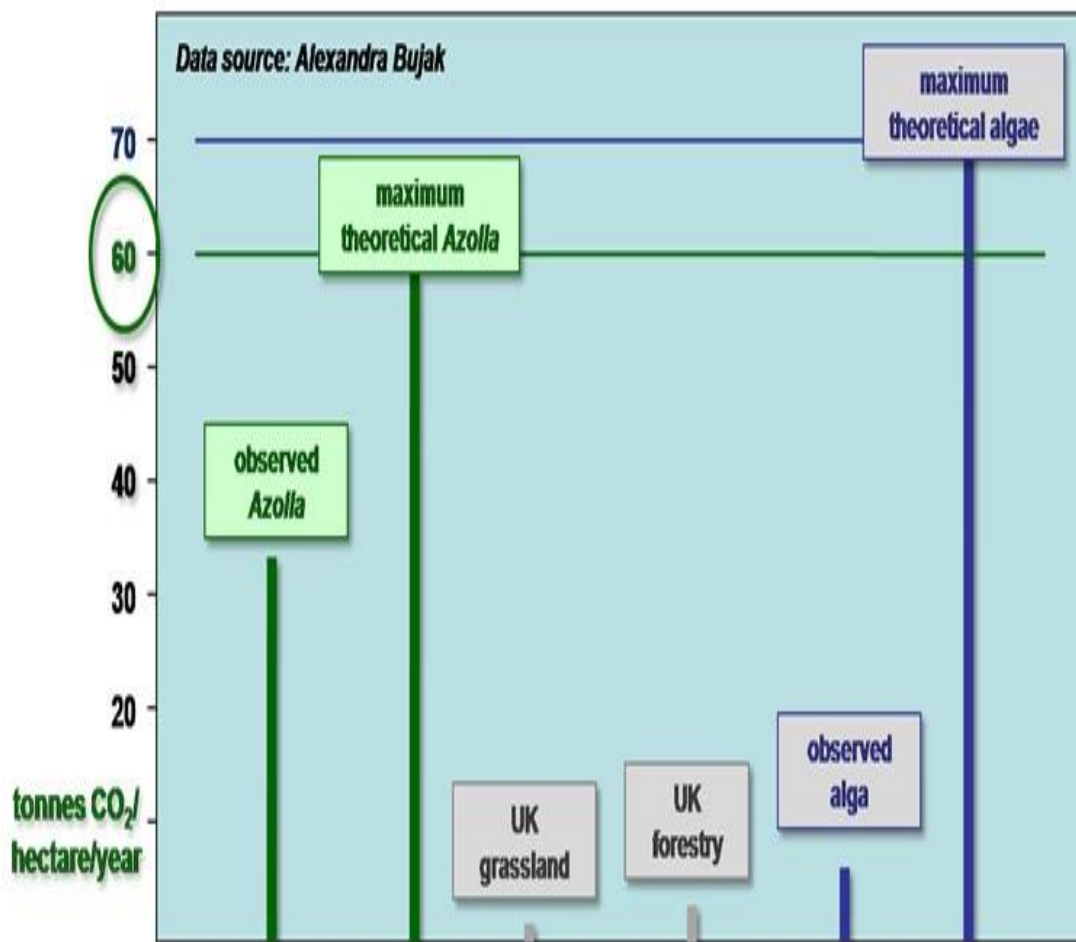 Data source: Alexandra Bujak
maximum
theoretical algae
70
maximum
theoretical Azolla
60
50
observed
Azolla
40
30
20
observed
alga
UK
forestry
UK
grassland
tonnes CO₂/
hectare/year